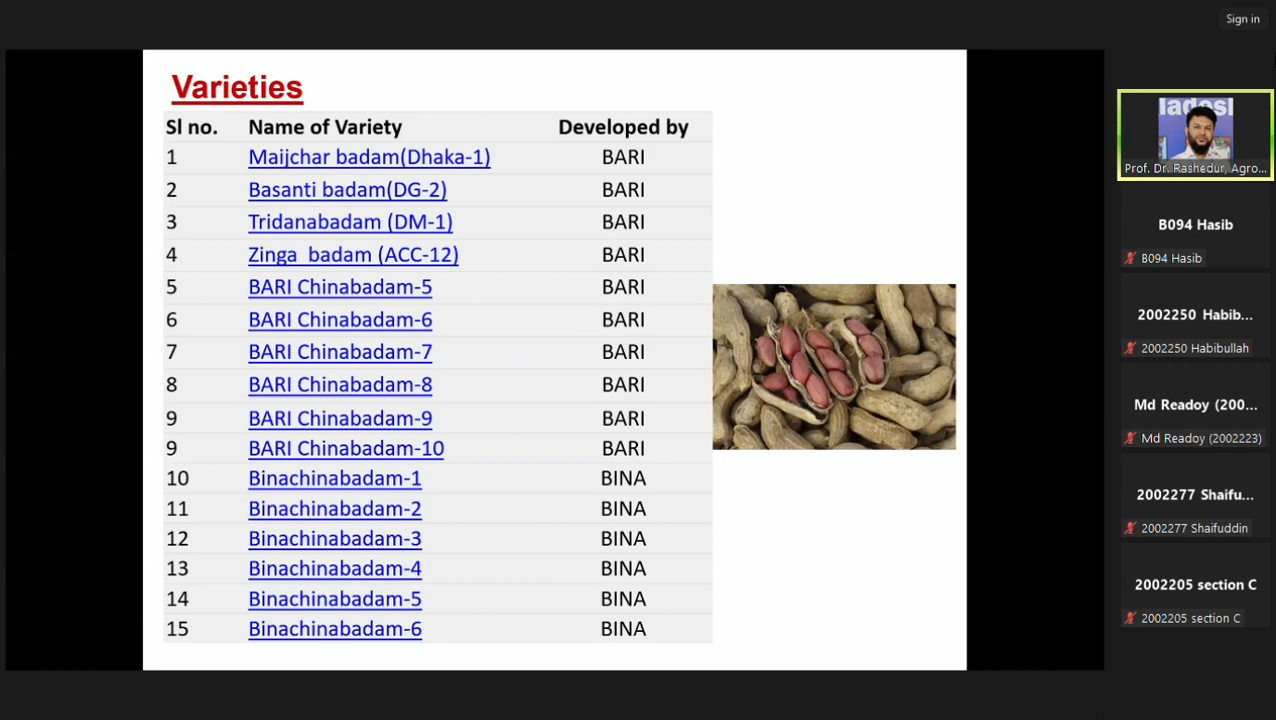 Sign in
Varieties
Sl no. Name of Variety Developed by
1 Maijchar badam(Dhaka-1) BARI
2 Basanti badam(DG-2) BARI
3 Tridanabadam (DM-1) BARI
4 Zinga badam (ACC-12) BARI
5 BARI Chinabadam-5 BARI
6 BARI Chinabadam-6 BARI
7 BARI Chinabadam-7 BARI
8 BARI Chinabadam-8 BARI
9 BARI Chinabadam-9 BARI
9 BARI Chinabadam-10 BARI
10 Binachinabadam-1 BINA
11 Binachinabadam-2 BINA
12 Binachinabadam-3 BINA
13 Binachinabadam-4 BINA
14 Binachinabadam-5 BINA
15 Binachinabadam-6 BINA
ladesl
Prof. Dr. Rashedur, Agro...
B094 Hasib
B094 Hasib
2002250 Habib...
2002250 Habibullah
Md Readoy (200...
Md Readoy (2002223)
2002277 Shaifu...
2002277 Shaifuddin
2002205 section C
2002205 section C